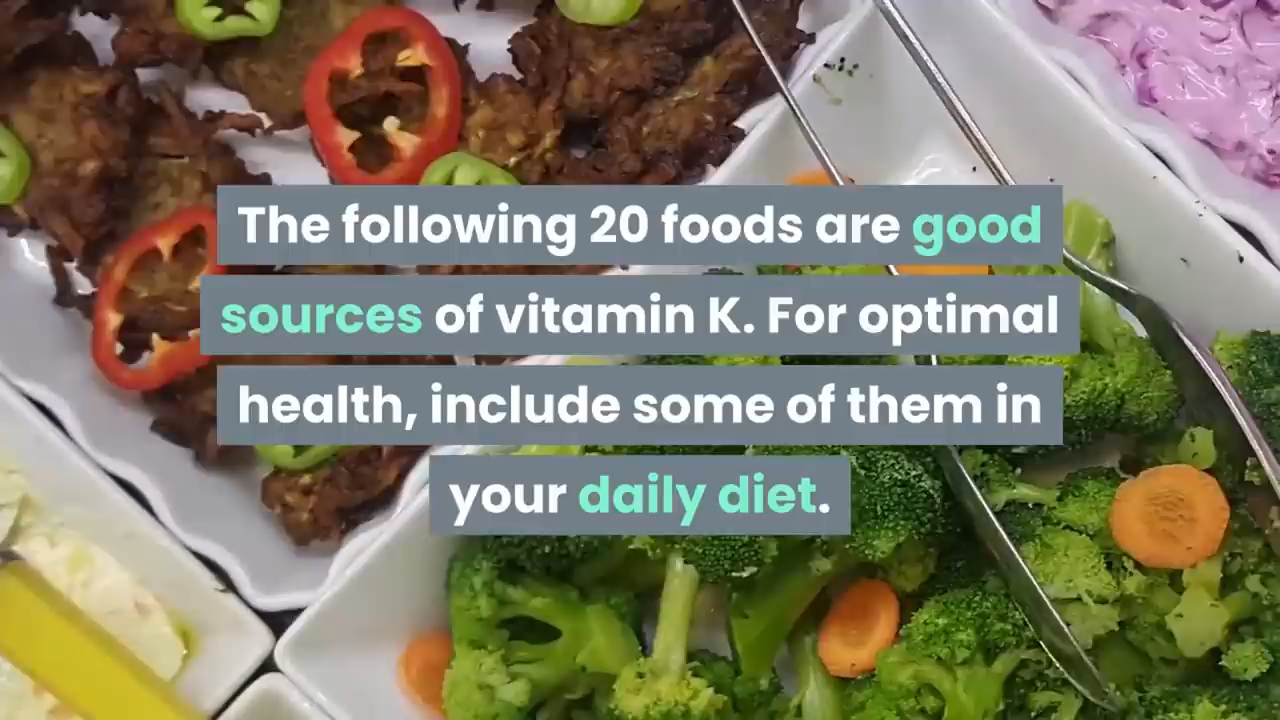 The following 20 foods are good
sources of vitamin K. For optimal
health, include some of them in
your daily diet.